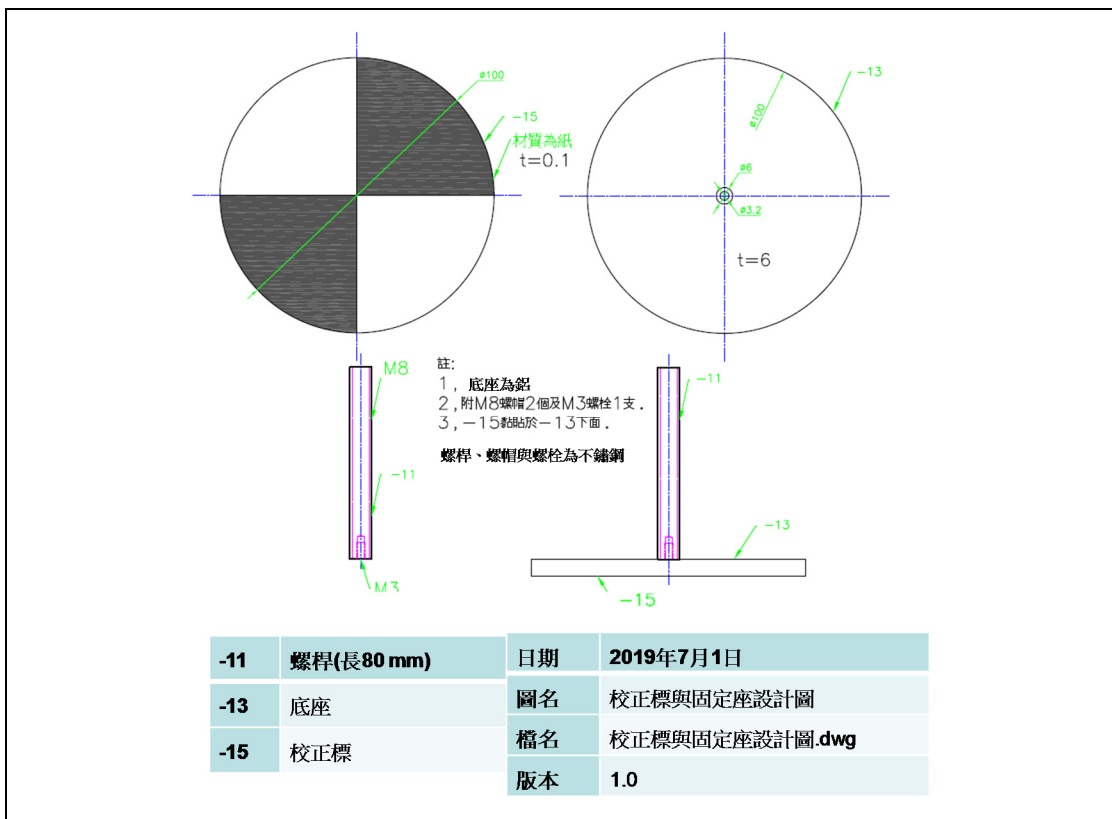 ø100
-15
材質為紙
t=0.1
-13
ø100
ø6
ø3.2
t=6
M8
-11
M3
註:
1, 底座為鋁
2,附M8螺帽2個及M3螺栓1支.
3,-15黏貼於-13下面.
螺桿、螺帽與螺栓為不鏽鋼
-11
-13
-15
-11 螺桿(長80 mm)
-13 底座
-15 校正標
日期 2019年7月1日
圖名 校正標與固定座設計圖
檔名 校正標與固定座設計圖.dwg
版本 1.0